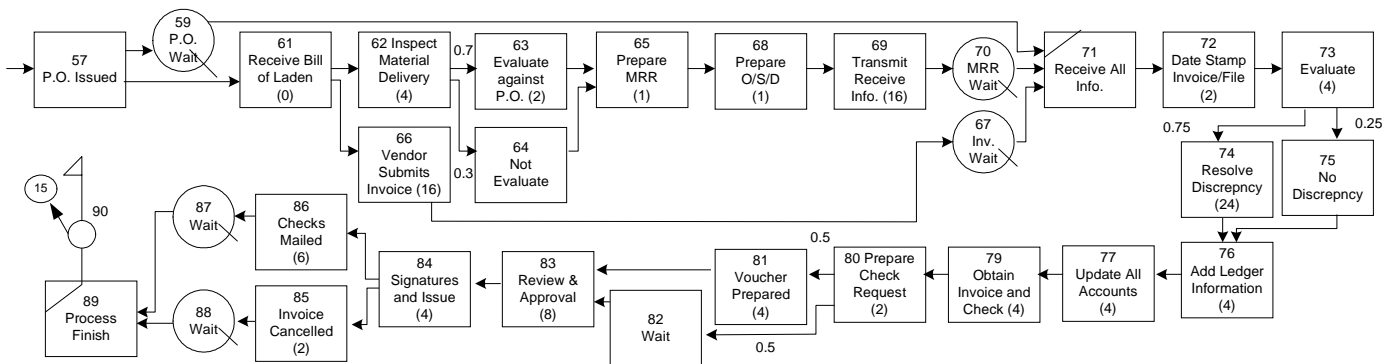 57
P.O. Issued
59
P.O.
Wait
61
Receive Bill
of Laden
(0)
62 Inspect
Material
Delivery
(4)
0.7
0.3
63
Evaluate
against
P.O. (2)
64
Not
Evaluate
65
Prepare
MRR
(1)
66
Vendor
Submits
Invoice (16)
68
Prepare
O/S/D
(1)
69
Transmit
Receive
Info. (16)
70
MRR
Wait
67
Inv.
Wait
71
Receive All
Info.
72
Date Stamp
Invoice/File
(2)
73
Evaluate
(4)
0.75
0.25
74
Resolve
Discrepncy
(24)
75
No
Discrepncy
76
Add Ledger
Information
(4)
77
Update All
Accounts
(4)
79
Obtain
Invoice and
Check (4)
80 Prepare
Check
Request
(2)
0.5
0.5
81
Voucher
Prepared
(4)
82
Wait
83
Review &
Approval
(8)
84
Signatures
and Issue
(4)
86
Checks
Mailed
(6)
85
Invoice
Cancelled
(2)
87
Wait
88
Wait
89
Process
Finish
90
15